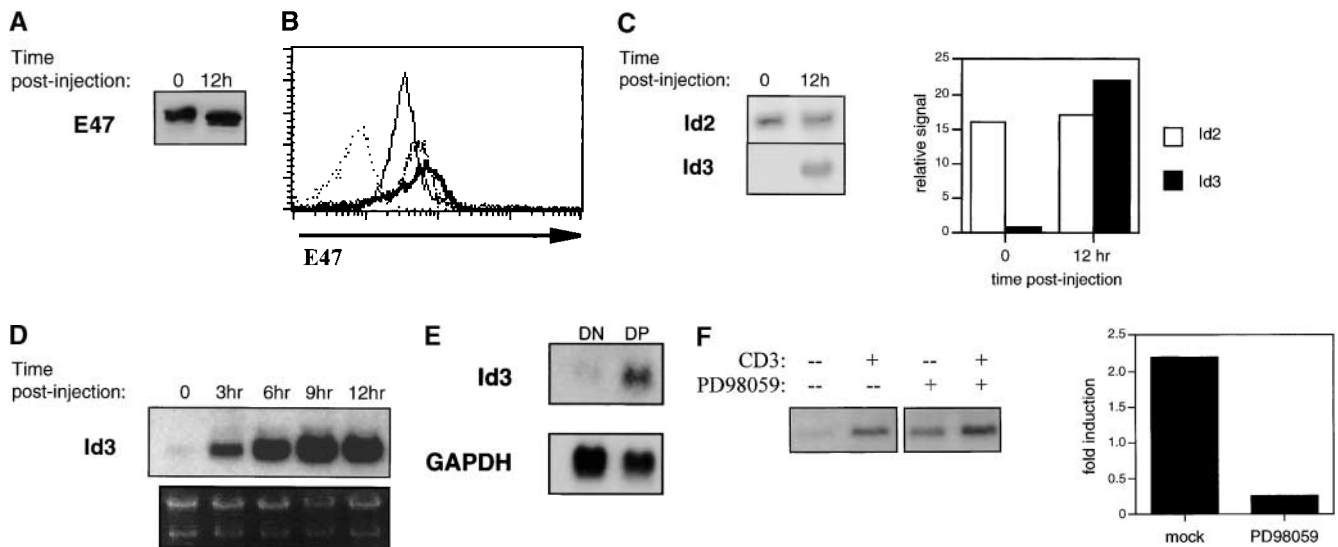 A
Time
post-injection:
0 12h
E47
B
E47
C
Time
post-injection:
0 12h
Id2
Id3
relative signal
25
20
15
10
5
0
0 12 hr
time post-injection
Id2
Id3
D
Time
post-injection:
0 3hr 6hr 9hr 12hr
Id3
E
DN DP
Id3
GAPDH
F
CD3: -- + -- +
PD98059: -- -- + +
fold induction
2.5
2.0
1.5
1.0
0.5
0.0
mock PD98059